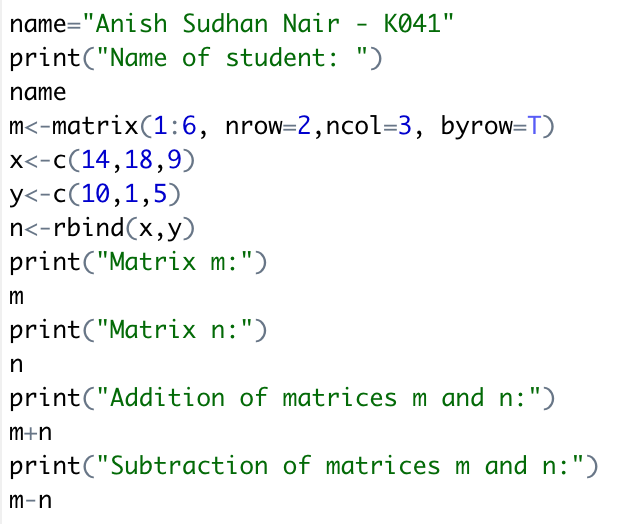 name="Anish Sudhan Nair - K041"
print("Name of student: ")
name
m<-matrix(1:6, nrow=2,ncol=3, byrow=T)
x<-c(14,18,9)
y<-c(10,1,5)
n<-rbind(x,y)
print("Matrix m:")
m
print("Matrix n:")
n
print("Addition of matrices m and n:")
m+n
print("Subtraction of matrices m and n:")
m-n